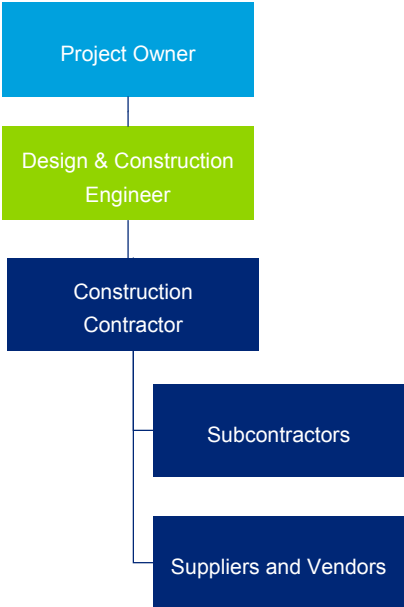 Project Owner
Design & Construction
Engineer
Construction
Contractor
Subcontractors
Suppliers and Vendors